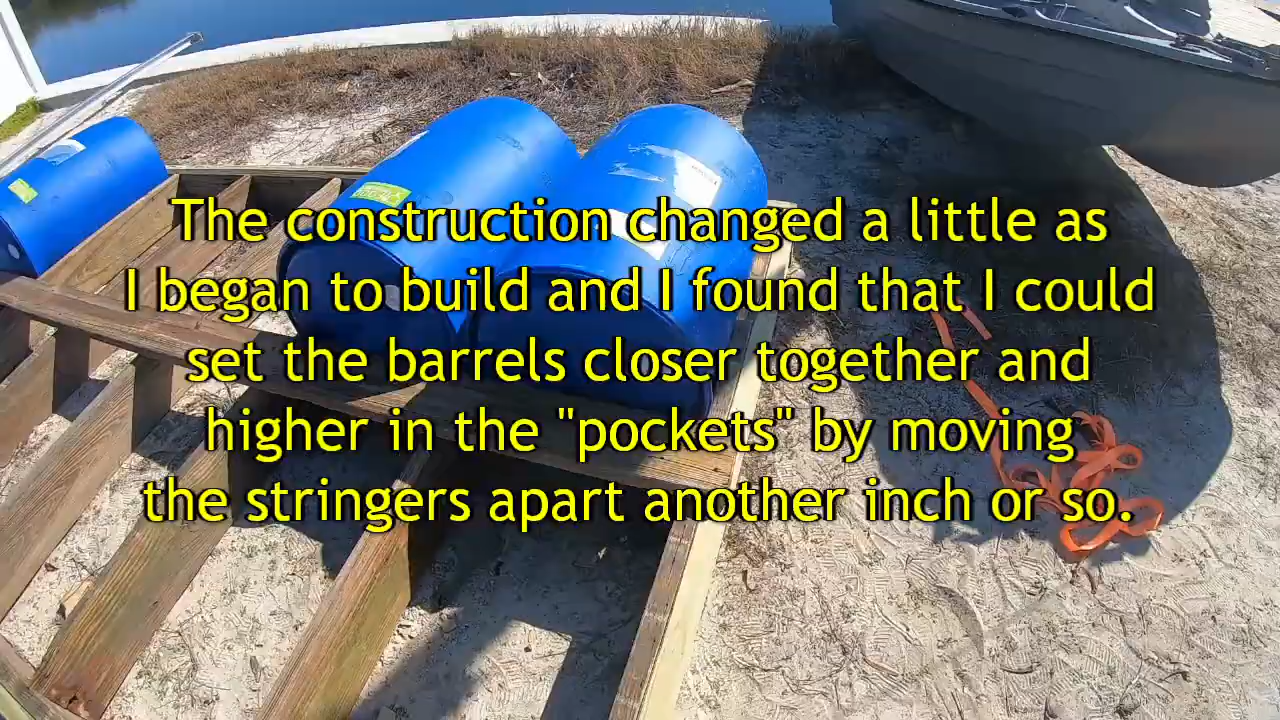 The construction changed a little as
I began to build and I found that I could
set the barrels closer together and
higher in the "pockets" by moving
the stringers apart another inch or so.